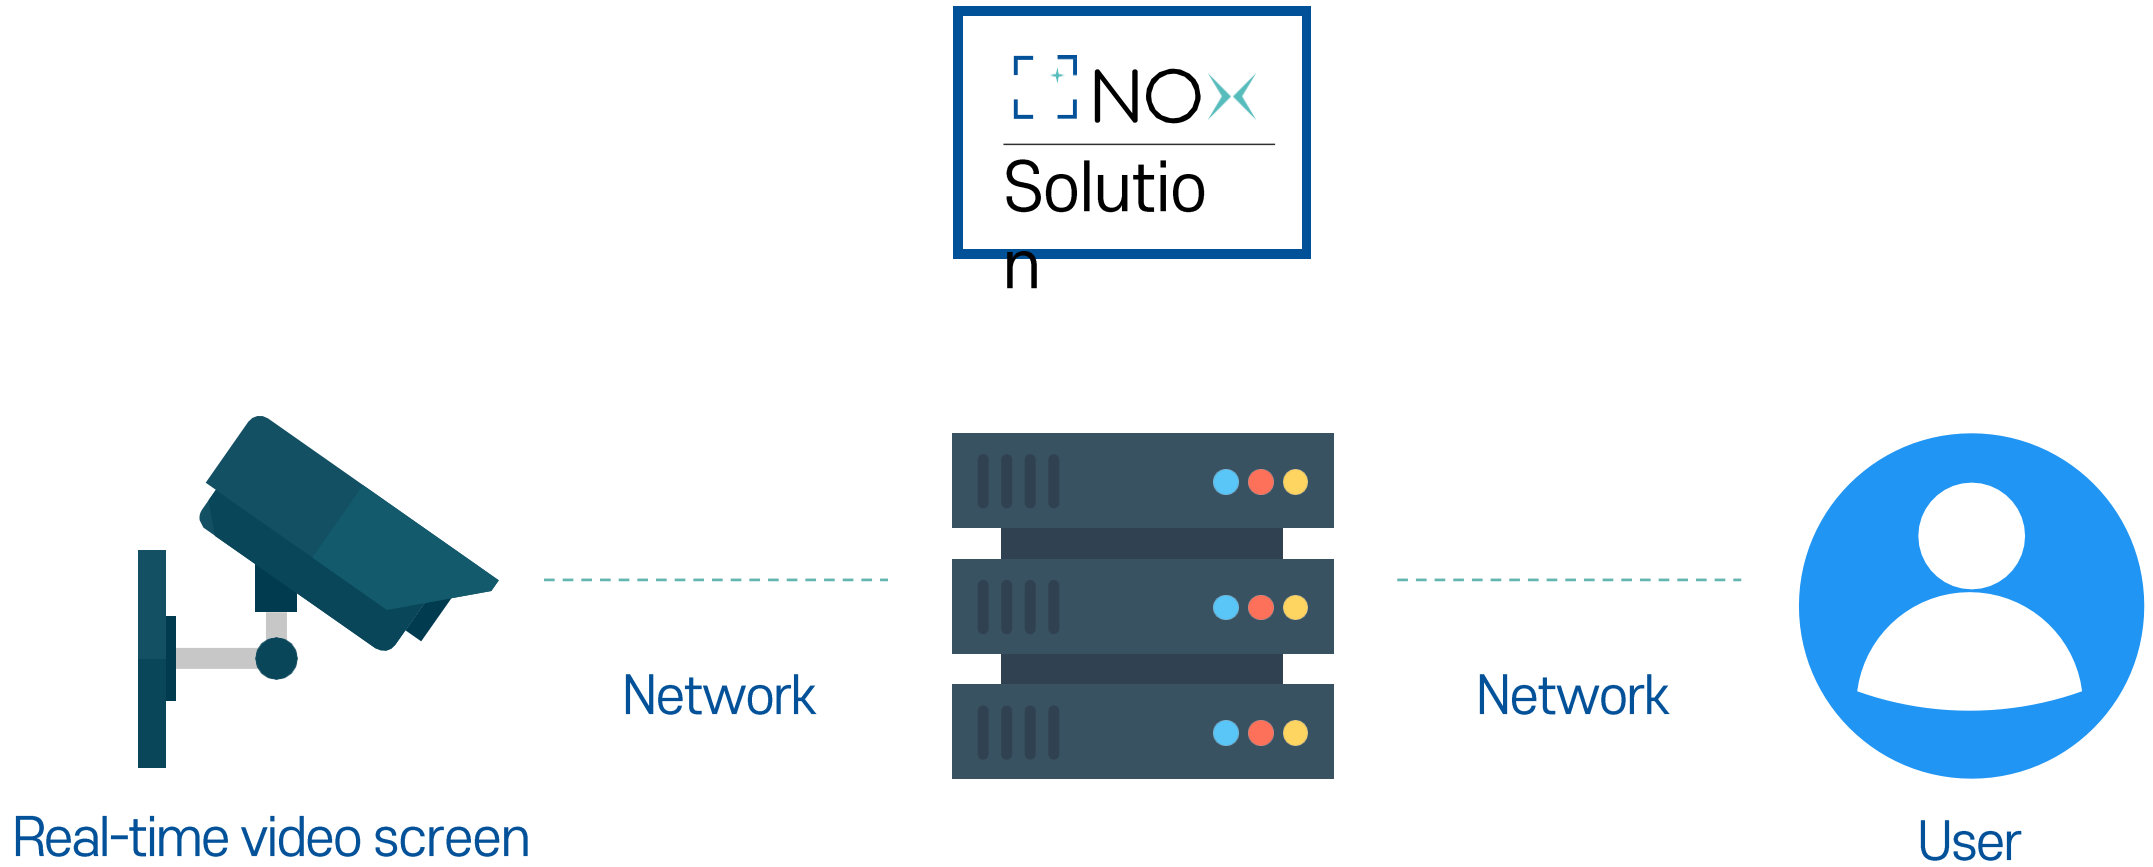 NOX
Solutio
n
Network
Network
Real-time video screen
User